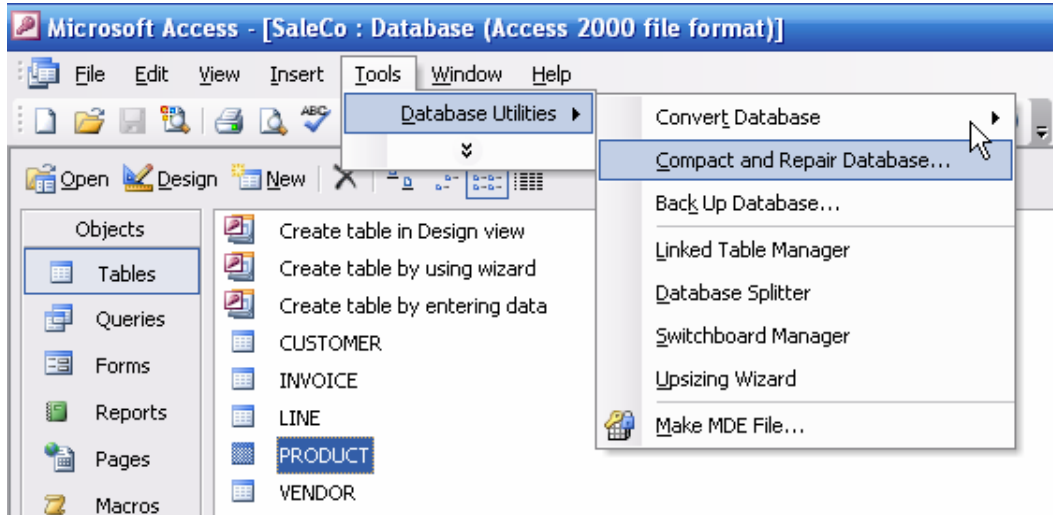 Microsoft Access - [SaleCo : Database (Access 2000 file format)]
File Edit View Insert Tools Window Help
ABC
Database Utilities
Convert Database
Compact and Repair Database...
Back Up Database...
Linked Table Manager
Database Splitter
Switchboard Manager
Upsizing Wizard
Make MDE File...
Open Design New
Objects
Tables
Queries
Forms
Reports
Pages
Macros
Create table in Design view
Create table by using wizard
Create table by entering data
CUSTOMER
INVOICE
LINE
PRODUCT
VENDOR